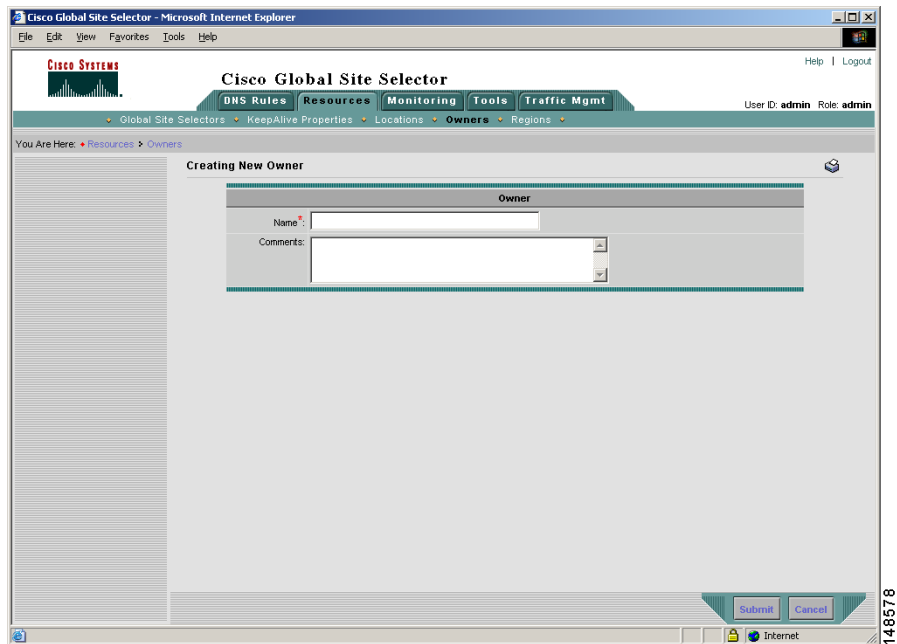 Cisco Global Site Selector - Microsoft Internet Explorer
File Edit View Favorites Tools Help
CISCO SYSTEMS
Help | Logout
Cisco Global Site Selector
DNS Rules Resources Monitoring Tools Traffic Mgmt
User ID: admin Role: admin
Global Site Selectors KeepAlive Properties Locations Owners Regions
You Are Here: Resources Owners
Creating New Owner
Owner
Name*:
Comments:
Submit Cancel
Internet
148578